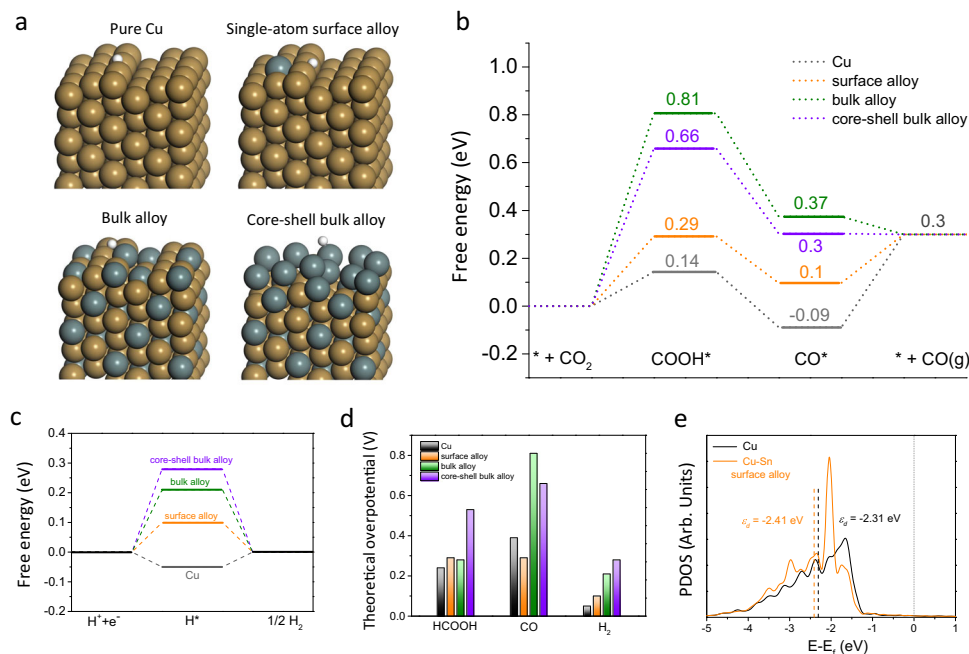 a
Pure Cu
Single-atom surface alloy
Bulk alloy
Core-shell bulk alloy
b
Free energy (eV)
1.0
0.8
0.6
0.4
0.2
0.0
-0.2
Cu
surface alloy
bulk alloy
core-shell bulk alloy
0.81
0.66
0.29
0.14
0.37
0.3
0.1
-0.09
0.3
* + CO₂
COOH*
CO*
* + CO(g)
c
Free energy (eV)
0.4
0.3
0.2
0.1
0.0
-0.1
-0.2
core-shell bulk alloy
bulk alloy
surface alloy
Cu
H⁺+e⁻
H*
1/2 H₂
d
Theoretical overpotential (V)
0.8
0.6
0.4
0.2
0.0
Cu
surface alloy
bulk alloy
core-shell bulk alloy
HCOOH
CO
H₂
e
PDOS (Arb. Units)
Cu
Cu-Sn
surface alloy
ε_d = -2.41 eV
ε_d = -2.31 eV
-5
-4
-3
-2
-1
0
1
E-E_f (eV)